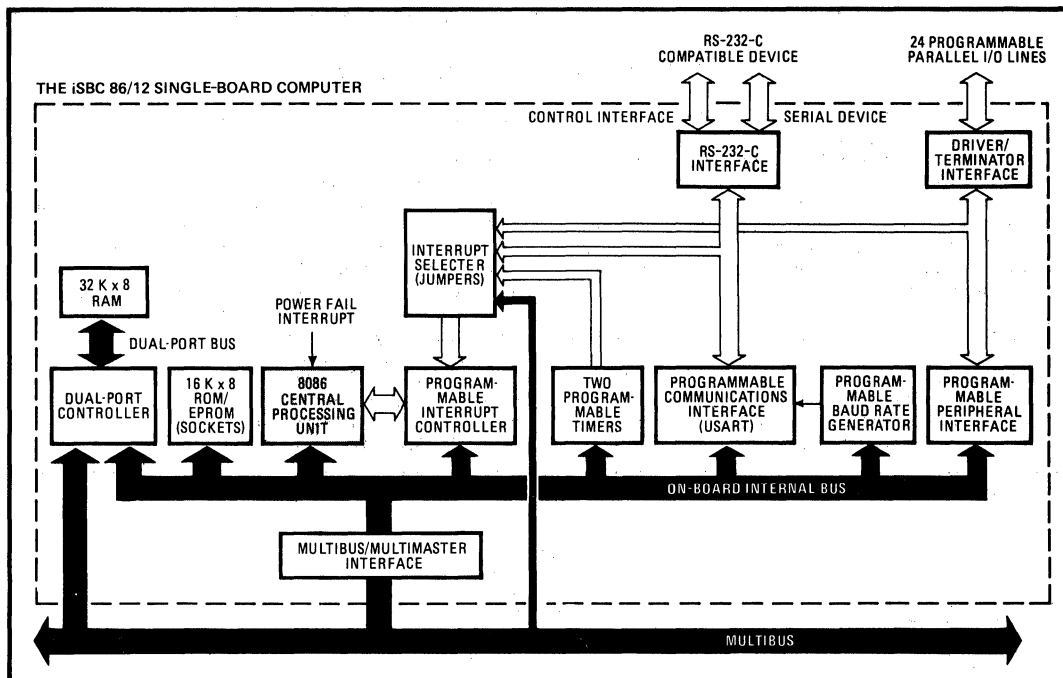 RS-232-C
COMPATIBLE DEVICE
24 PROGRAMMABLE
PARALLEL I/O LINES
THE iSBC 86/12 SINGLE-BOARD COMPUTER
CONTROL INTERFACE
SERIAL DEVICE
RS-232-C
INTERFACE
DRIVER/
TERMINATOR
INTERFACE
INTERRUPT
SELECTER
(JUMPERS)
32 K x 8
RAM
POWER FAIL
INTERRUPT
DUAL-PORT BUS
DUAL-PORT
CONTROLLER
16 K x 8
ROM/
EPROM
(SOCKETS)
8086
CENTRAL
PROCESSING
UNIT
PROGRAM-
MABLE
INTERRUPT
CONTROLLER
TWO
PROGRAM-
MABLE
TIMERS
PROGRAMMABLE
COMMUNICATIONS
INTERFACE
(USART)
PROGRAM-
MABLE
BAUD RATE
GENERATOR
PROGRAM-
MABLE
PERIPHERAL
INTERFACE
ON-BOARD INTERNAL BUS
MULTIBUS/MULTIMASTER
INTERFACE
MULTIBUS